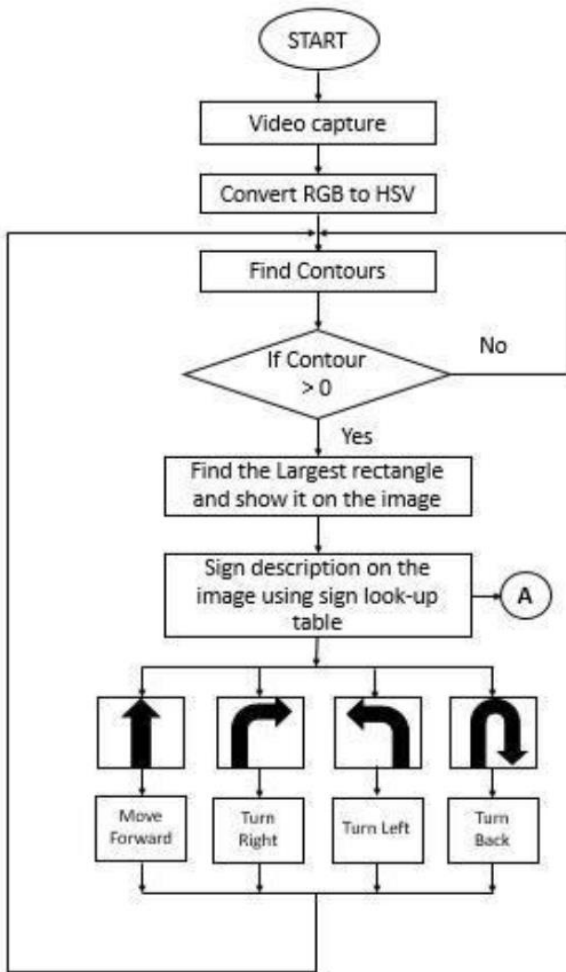 START
Video capture
Convert RGB to HSV
Find Contours
If Contour
> 0
No
Yes
Find the Largest rectangle
and show it on the image
Sign description on the
image using sign look-up
table
A
Move
Forward
Turn
Right
Turn Left
Turn
Back